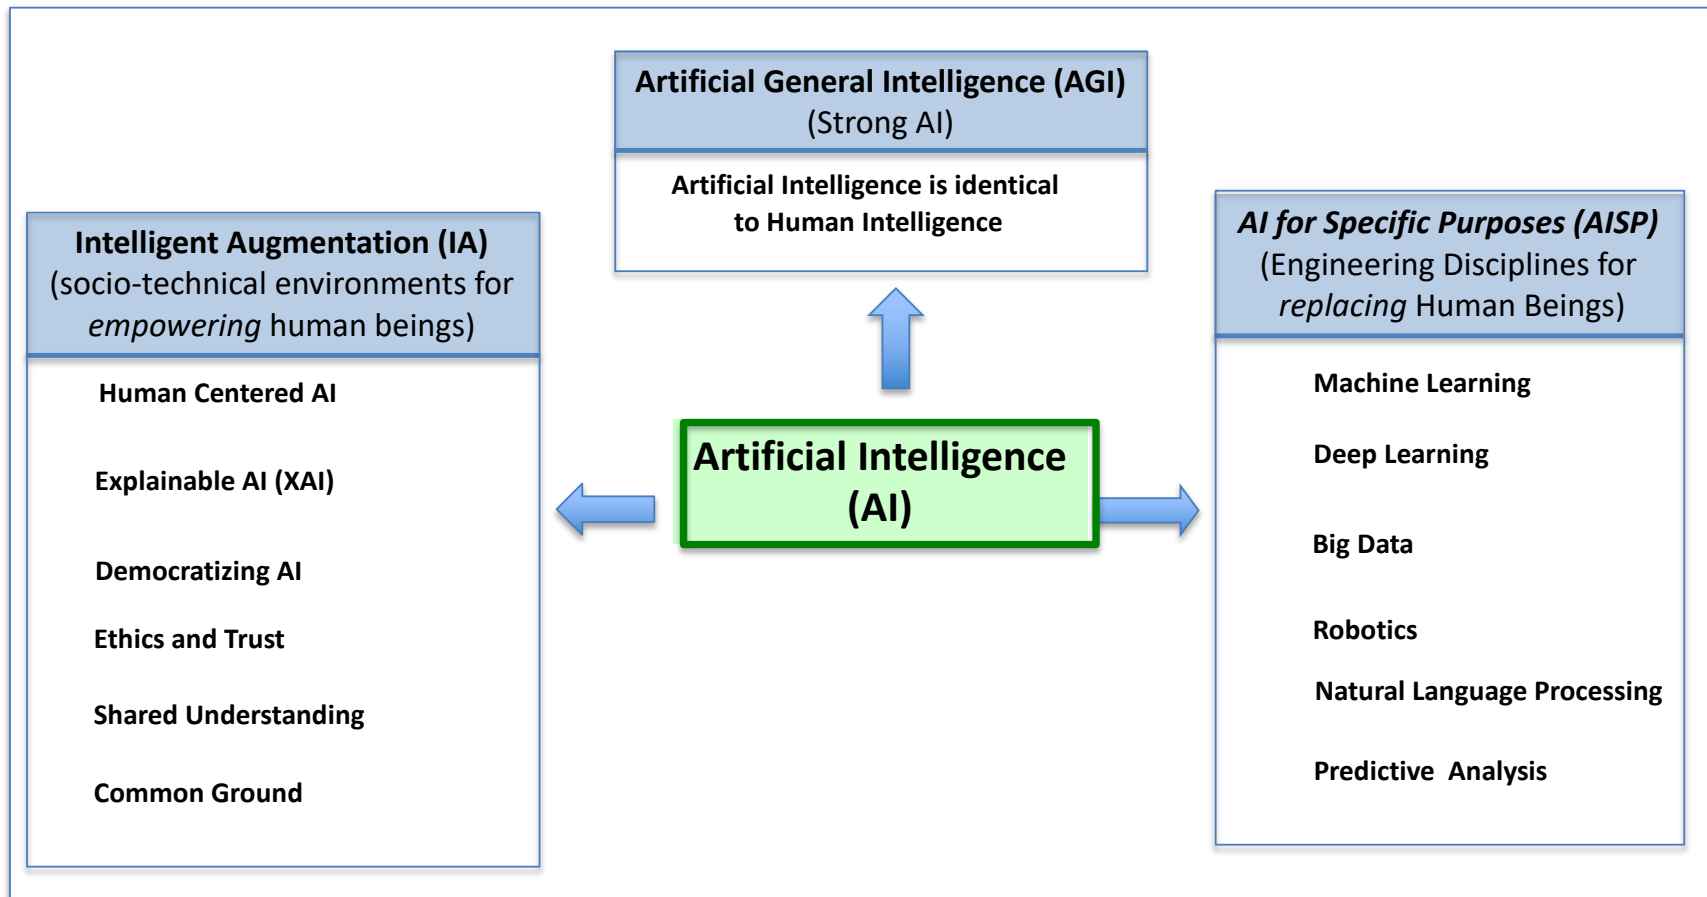 Artificial General Intelligence (AGI)
(Strong AI)
Artificial Intelligence is identical
to Human Intelligence
Intelligent Augmentation (IA)
(socio-technical environments for
empowering human beings)
Human Centered AI
Explainable AI (XAI)
Democratizing AI
Ethics and Trust
Shared Understanding
Common Ground
Artificial Intelligence
(AI)
AI for Specific Purposes (AISP)
(Engineering Disciplines for
replacing Human Beings)
Machine Learning
Deep Learning
Big Data
Robotics
Natural Language Processing
Predictive  Analysis